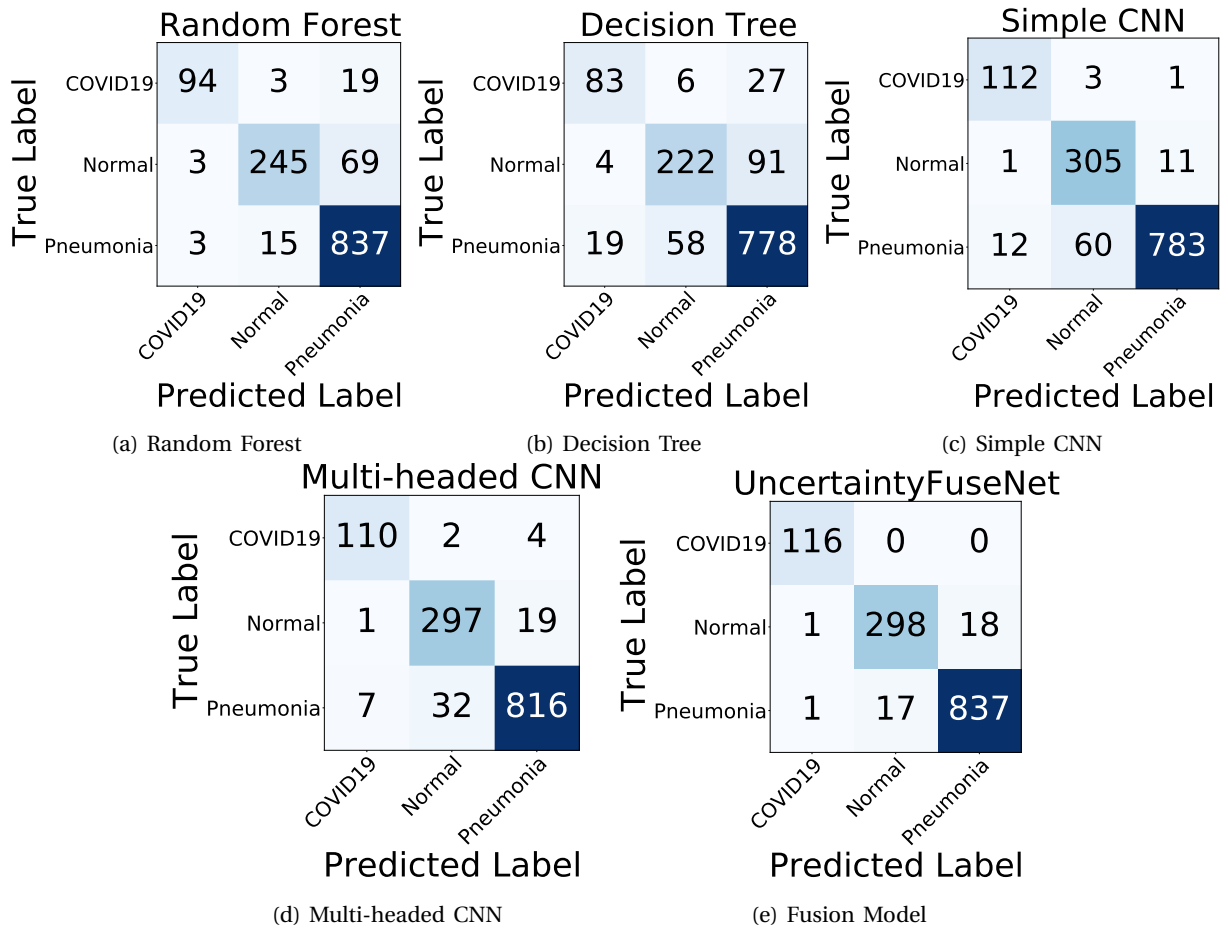 Random Forest
True Label
COVID19 94 3 19
Normal 3 245 69
Pneumonia 3 15 837
COVID19 Normal Pneumonia
Predicted Label
(a) Random Forest
Decision Tree
True Label
COVID19 83 6 27
Normal 4 222 91
Pneumonia 19 58 778
COVID19 Normal Pneumonia
Predicted Label
(b) Decision Tree
Simple CNN
True Label
COVID19 112 3 1
Normal 1 305 11
Pneumonia 12 60 783
COVID19 Normal Pneumonia
Predicted Label
(c) Simple CNN
Multi-headed CNN
True Label
COVID19 110 2 4
Normal 1 297 19
Pneumonia 7 32 816
COVID19 Normal Pneumonia
Predicted Label
(d) Multi-headed CNN
UncertaintyFuseNet
True Label
COVID19 116 0 0
Normal 1 298 18
Pneumonia 1 17 837
COVID19 Normal Pneumonia
Predicted Label
(e) Fusion Model